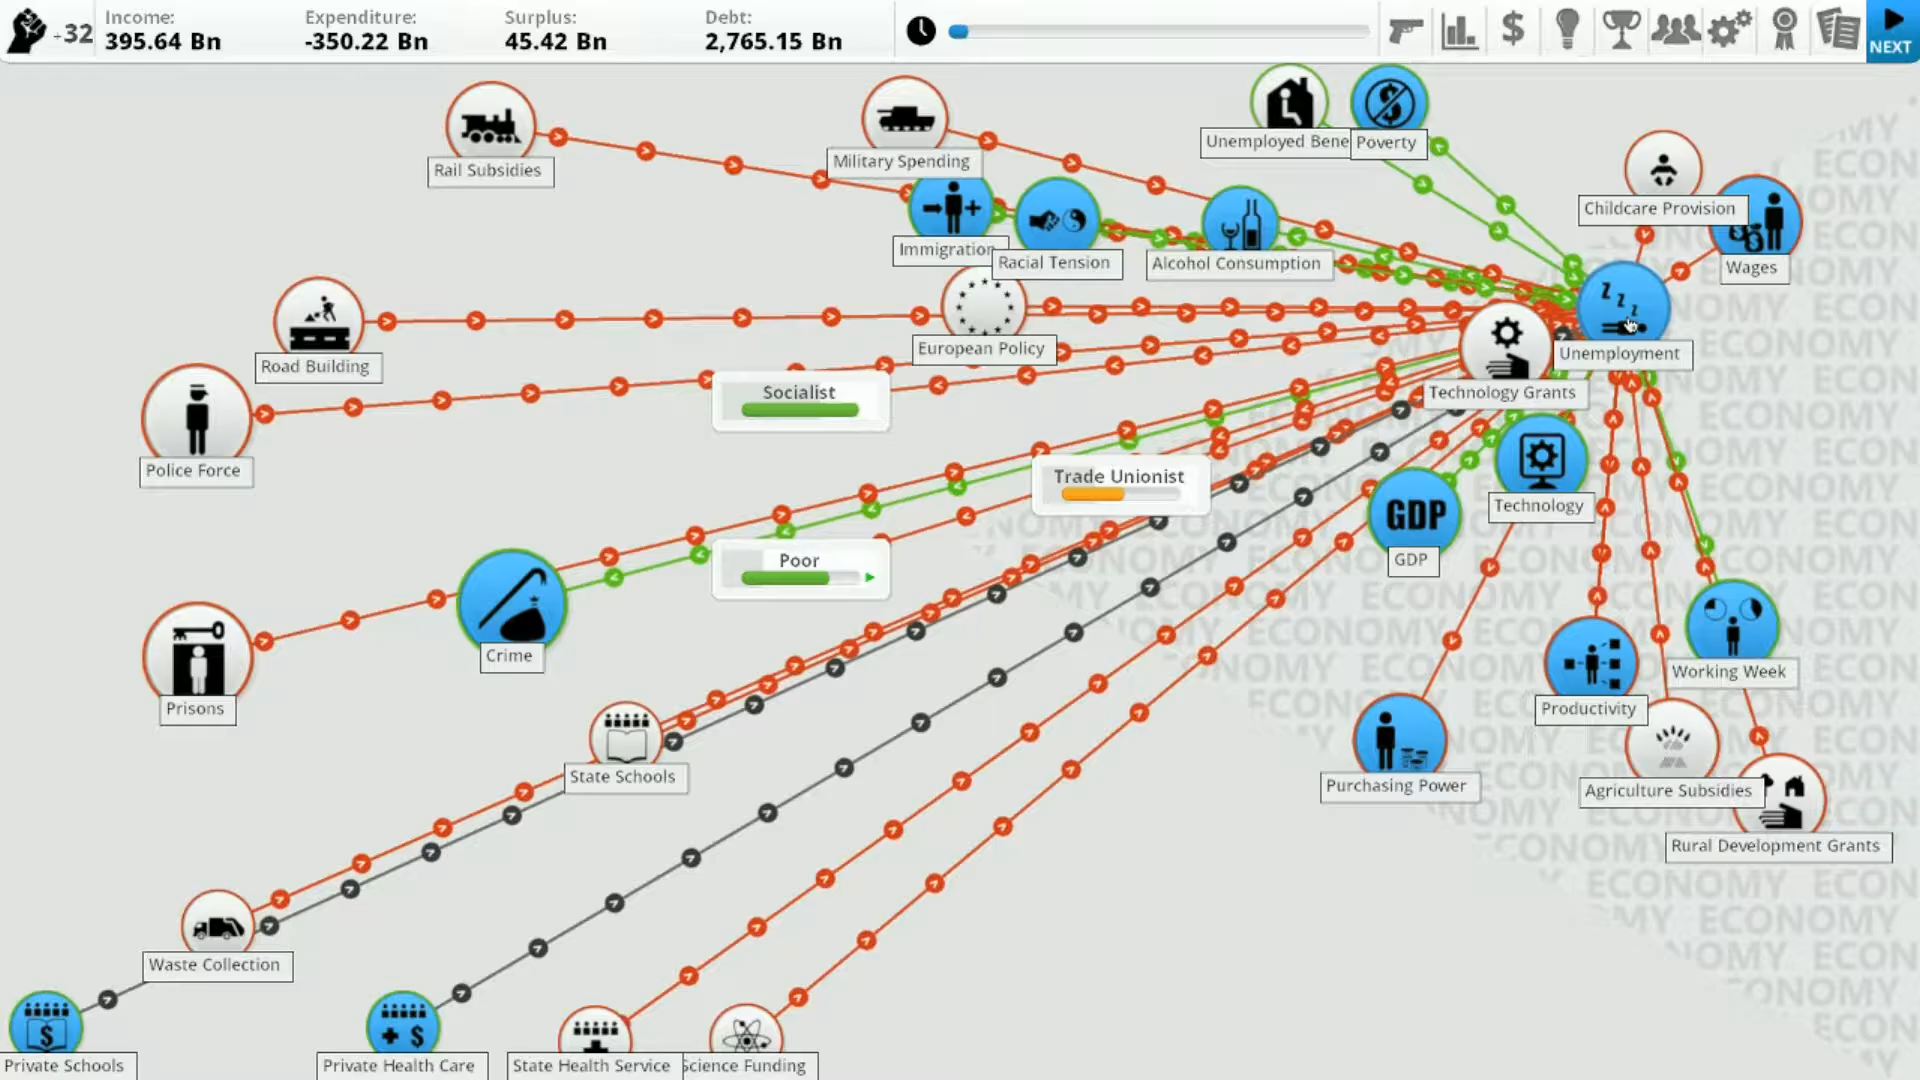 +32
Income:
395.64 Bn
Expenditure:
-350.22 Bn
Surplus:
45.42 Bn
Debt:
2,765.15 Bn
$
NEXT
Rail Subsidies
Military Spending
Unemployed Bene
Poverty
Childcare Provision
Wages
Immigration
Racial Tension
Alcohol Consumption
Road Building
European Policy
Z Z Z
Unemployment
Technology Grants
Police Force
Socialist
Trade Unionist
Poor
GDP
GDP
Technology
Crime
Prisons
State Schools
Purchasing Power
Productivity
Working Week
Agriculture Subsidies
Rural Development Grants
Waste Collection
Private Schools
Private Health Care
State Health Service
Science Funding
ECONOMY